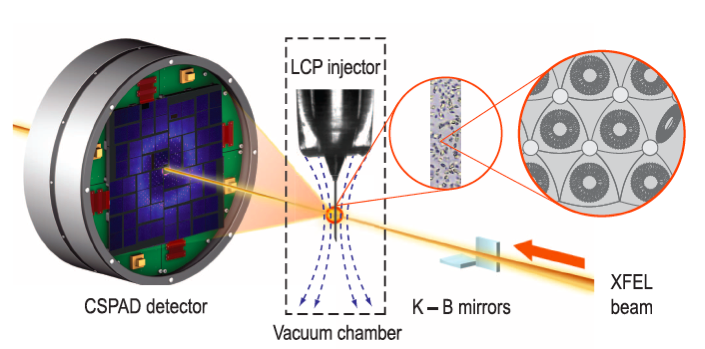 LCP injector
CSPAD detector
K – B mirrors
XFEL
beam
Vacuum chamber